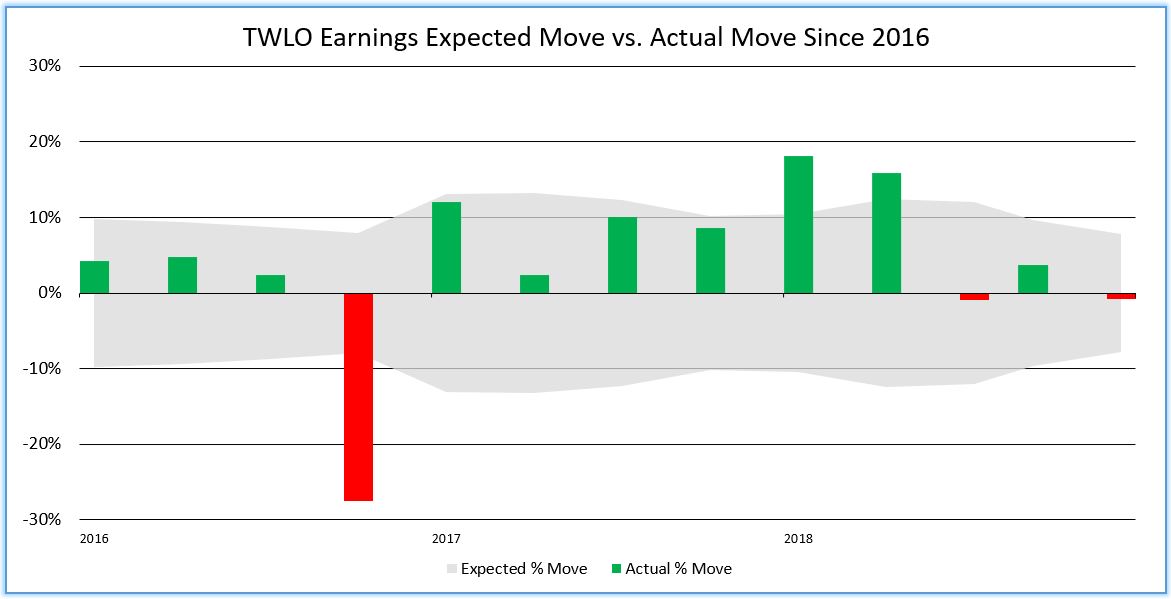 TWLO Earnings Expected Move vs. Actual Move Since 2016
30%
20%
10%
0%
-10%
-20%
-30%
2016 2017 2018
Expected % Move Actual % Move